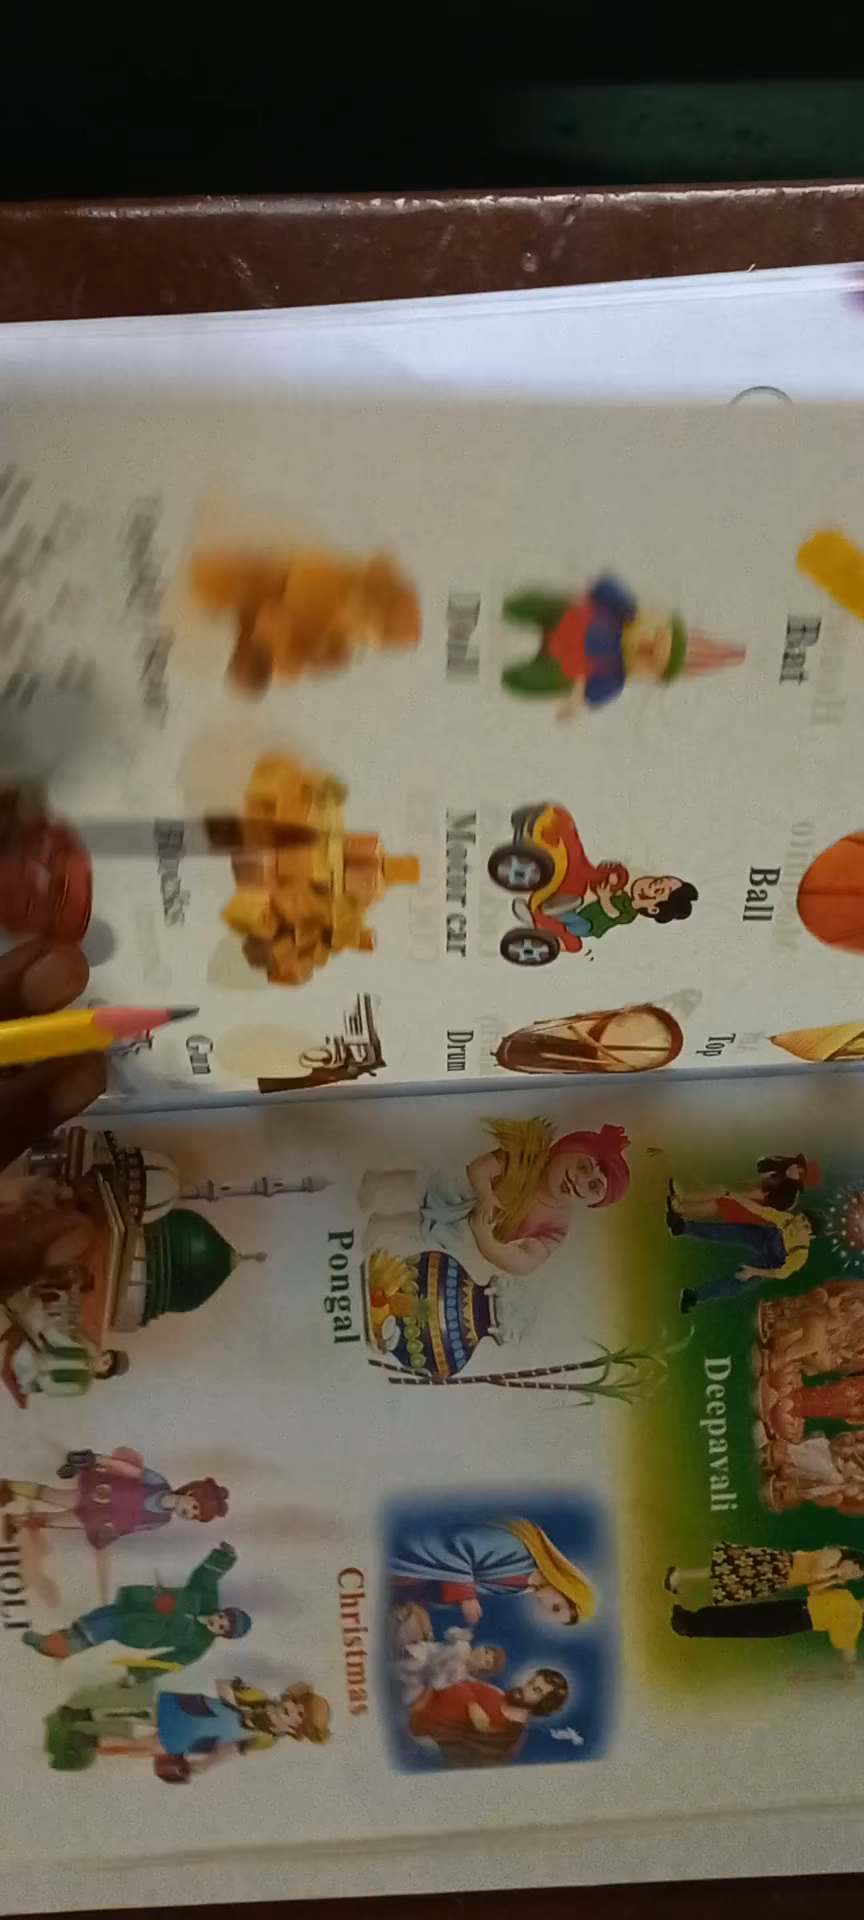 Bat
Ball
Top
Doll
Motor car
Drum
Blocks
Gun
Deepavali
Pongal
Christmas
HOLI